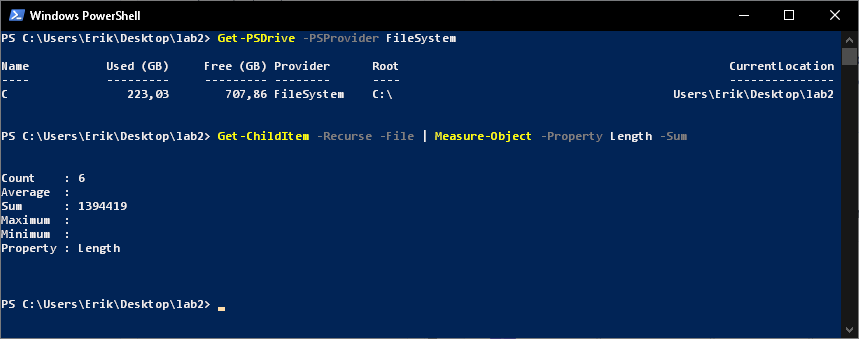 Windows PowerShell
PS C:\Users\Erik\Desktop\lab2> Get-PSDrive -PSProvider FileSystem
Name Used (GB) Free (GB) Provider Root CurrentLocation
---- --------- --------- -------- ---- ---------------
C 223,03 707,86 FileSystem C:\ Users\Erik\Desktop\lab2
PS C:\Users\Erik\Desktop\lab2> Get-ChildItem -Recurse -File | Measure-Object -Property Length -Sum
Count : 6
Average :
Sum : 1394419
Maximum :
Minimum :
Property : Length
PS C:\Users\Erik\Desktop\lab2> _